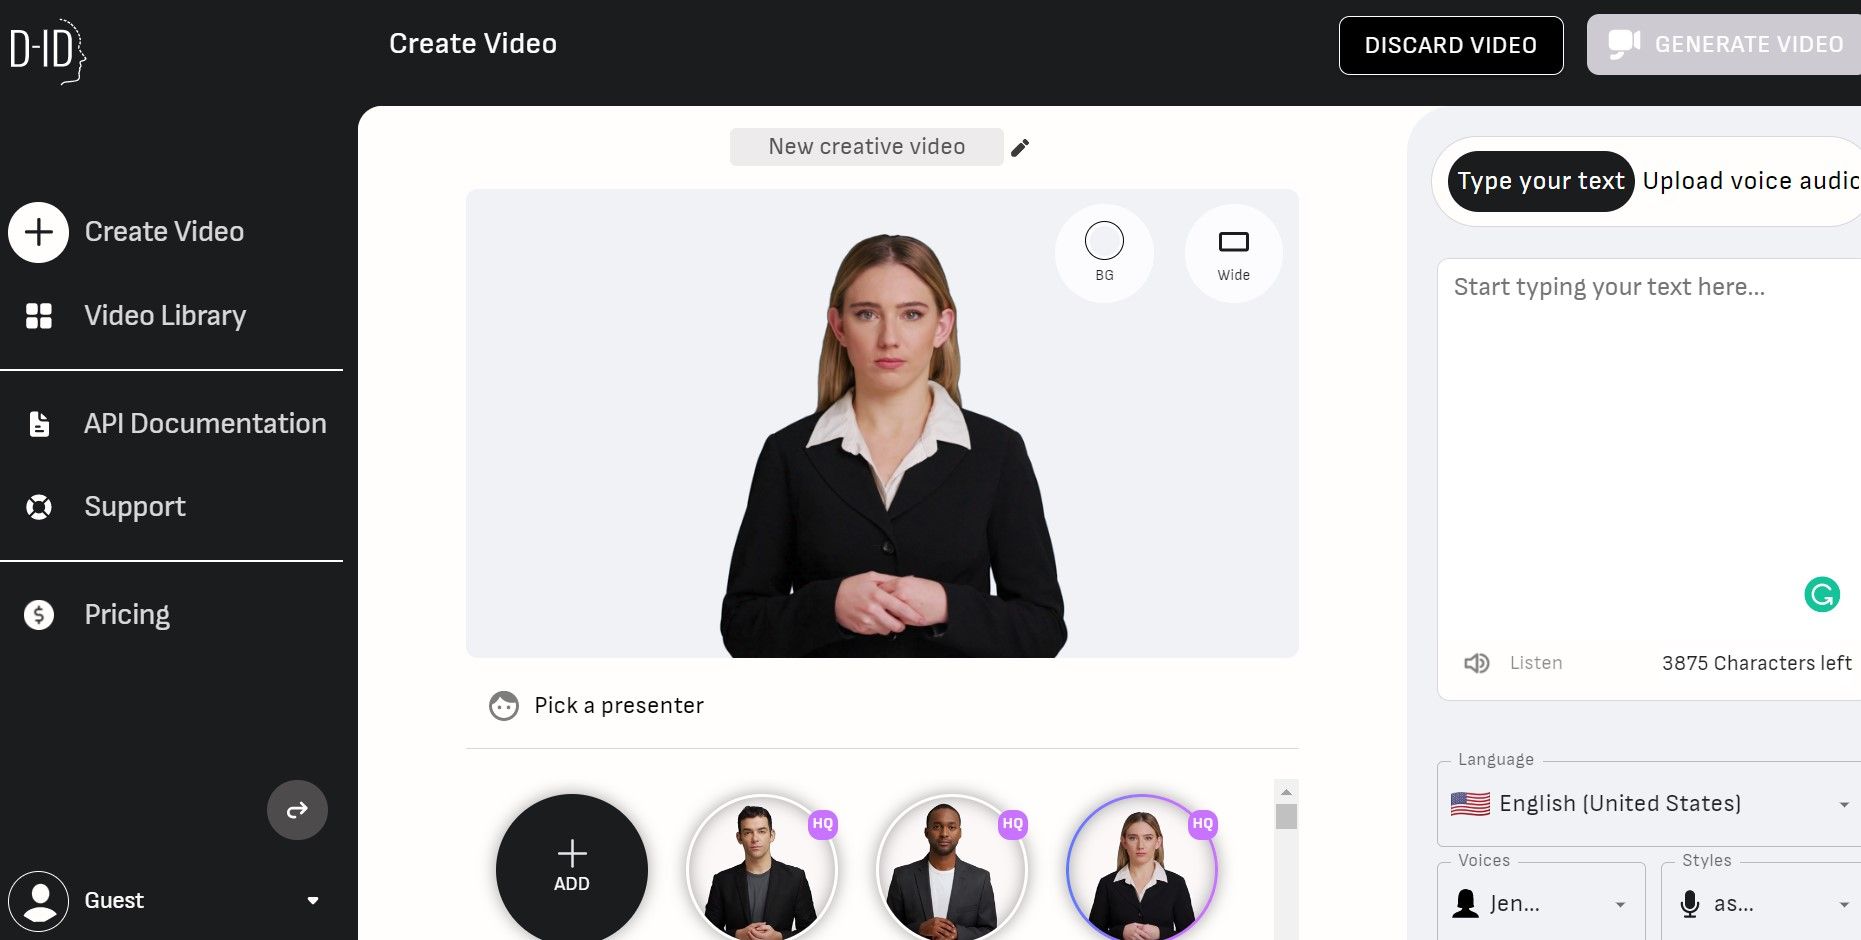 D-ID
Create Video
DISCARD VIDEO
GENERATE VIDEO
Create Video
Video Library
API Documentation
Support
Pricing
Guest
New creative video
BG
Wide
Pick a presenter
ADD
HQ
HQ
HQ
Type your text
Upload voice audio
Start typing your text here...
Listen
3875 Characters left
Language
English (United States)
Voices
Jen...
Styles
as...